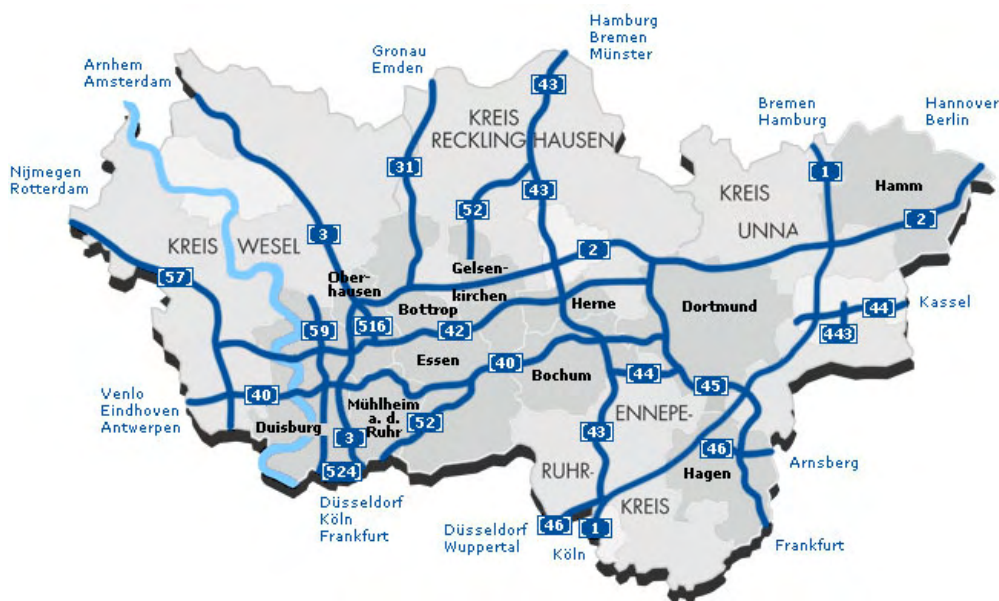 Hamburg
Bremen
Münster
Gronau
Emden
Arnhem
Amsterdam
43
Bremen
Hamburg
Hannover
Berlin
KREIS
RECKLINGHAUSEN
Nijmegen
Rotterdam
31
43
1
Hamm
52
KREIS
UNNA
2
3
KREIS WESEL
2
57
Ober-
hausen
Gelsen-
kirchen
Bottrop
Herne
Dortmund
Kassel
59
516
42
44
443
Essen
40
Bochum
44
45
Venlo
Eindhoven
Antwerpen
40
Mühlheim
a. d.
Ruhr
52
ENNEPE-
Duisburg
3
43
46
Arnsberg
524
RUHR-
Hagen
Düsseldorf
Köln
Frankfurt
KREIS
Düsseldorf
Wuppertal
46
Köln
1
Frankfurt